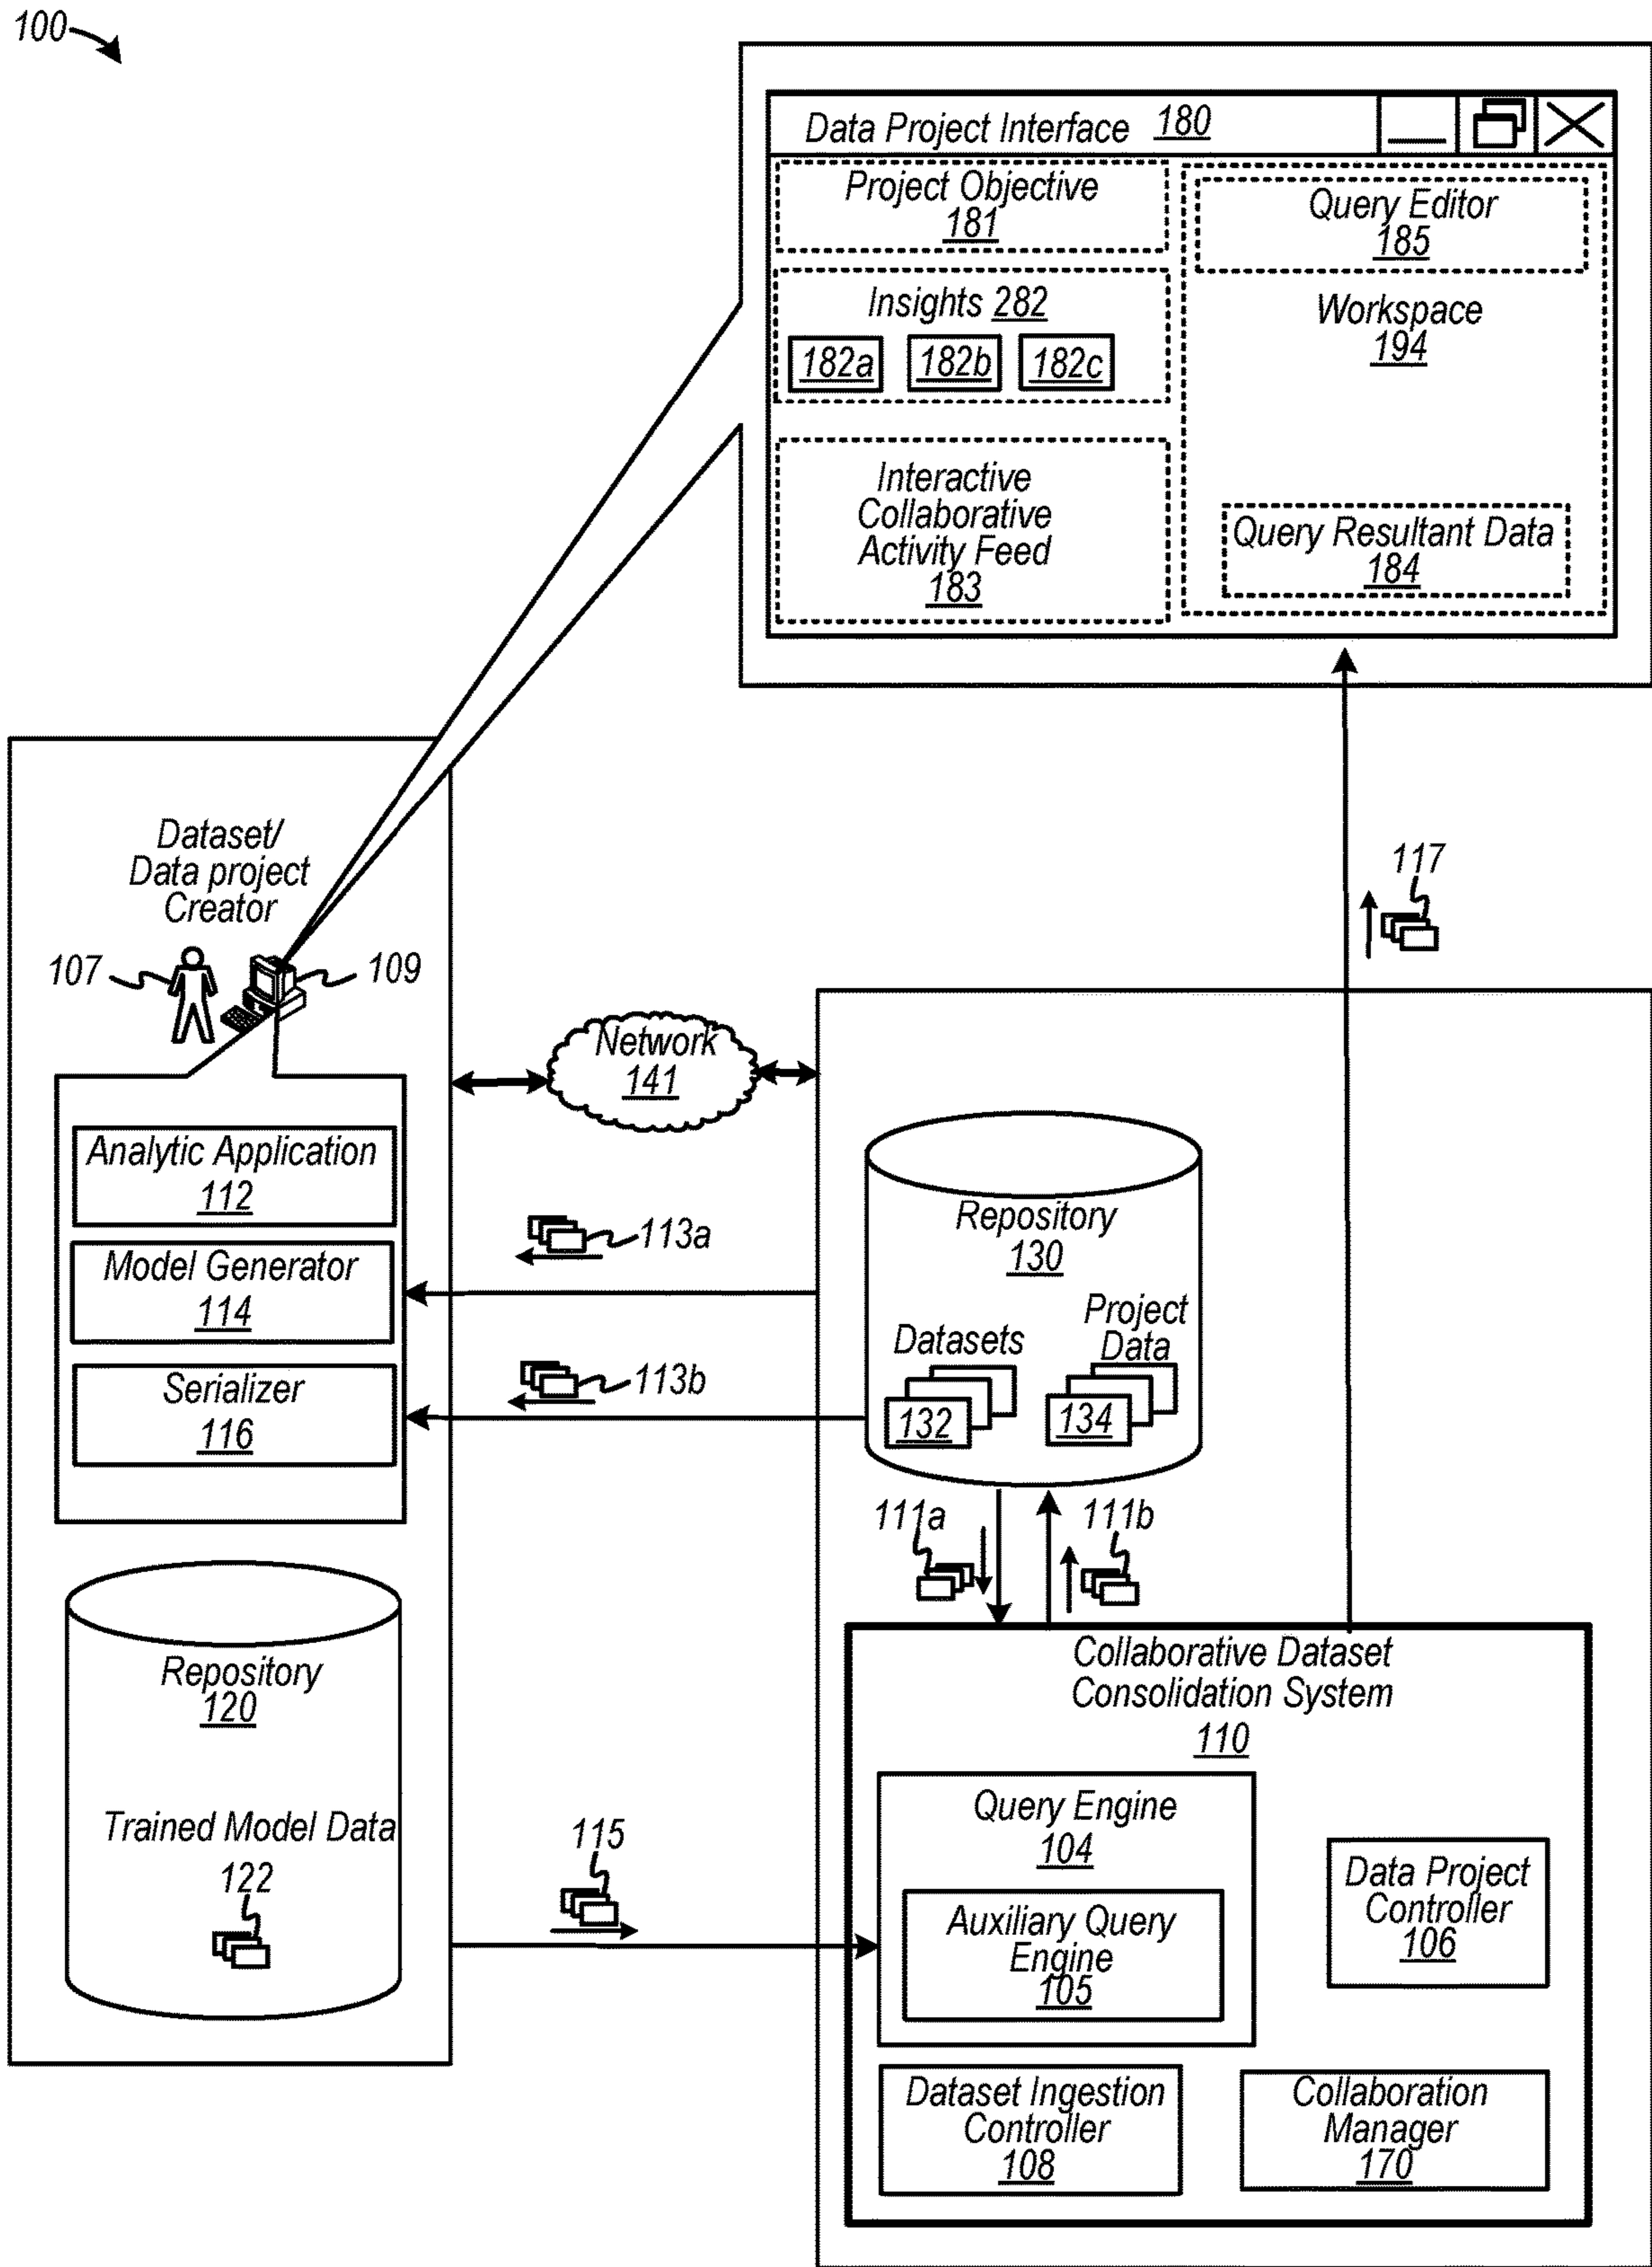 100
Data Project Interface 180
Project Objective
181
Insights 282
182a 182b 182c
Interactive
Collaborative
Activity Feed
183
Query Editor
185
Workspace
194
Query Resultant Data
184
Dataset/
Data project
Creator
107
109
117
Network
141
Analytic Application
112
Model Generator
114
Serializer
116
113a
113b
Repository
130
Datasets
132
Project
Data
134
111a
111b
Repository
120
Trained Model Data
122
115
Collaborative Dataset
Consolidation System
110
Query Engine
104
Auxiliary Query
Engine
105
Data Project
Controller
106
Dataset Ingestion
Controller
108
Collaboration
Manager
170